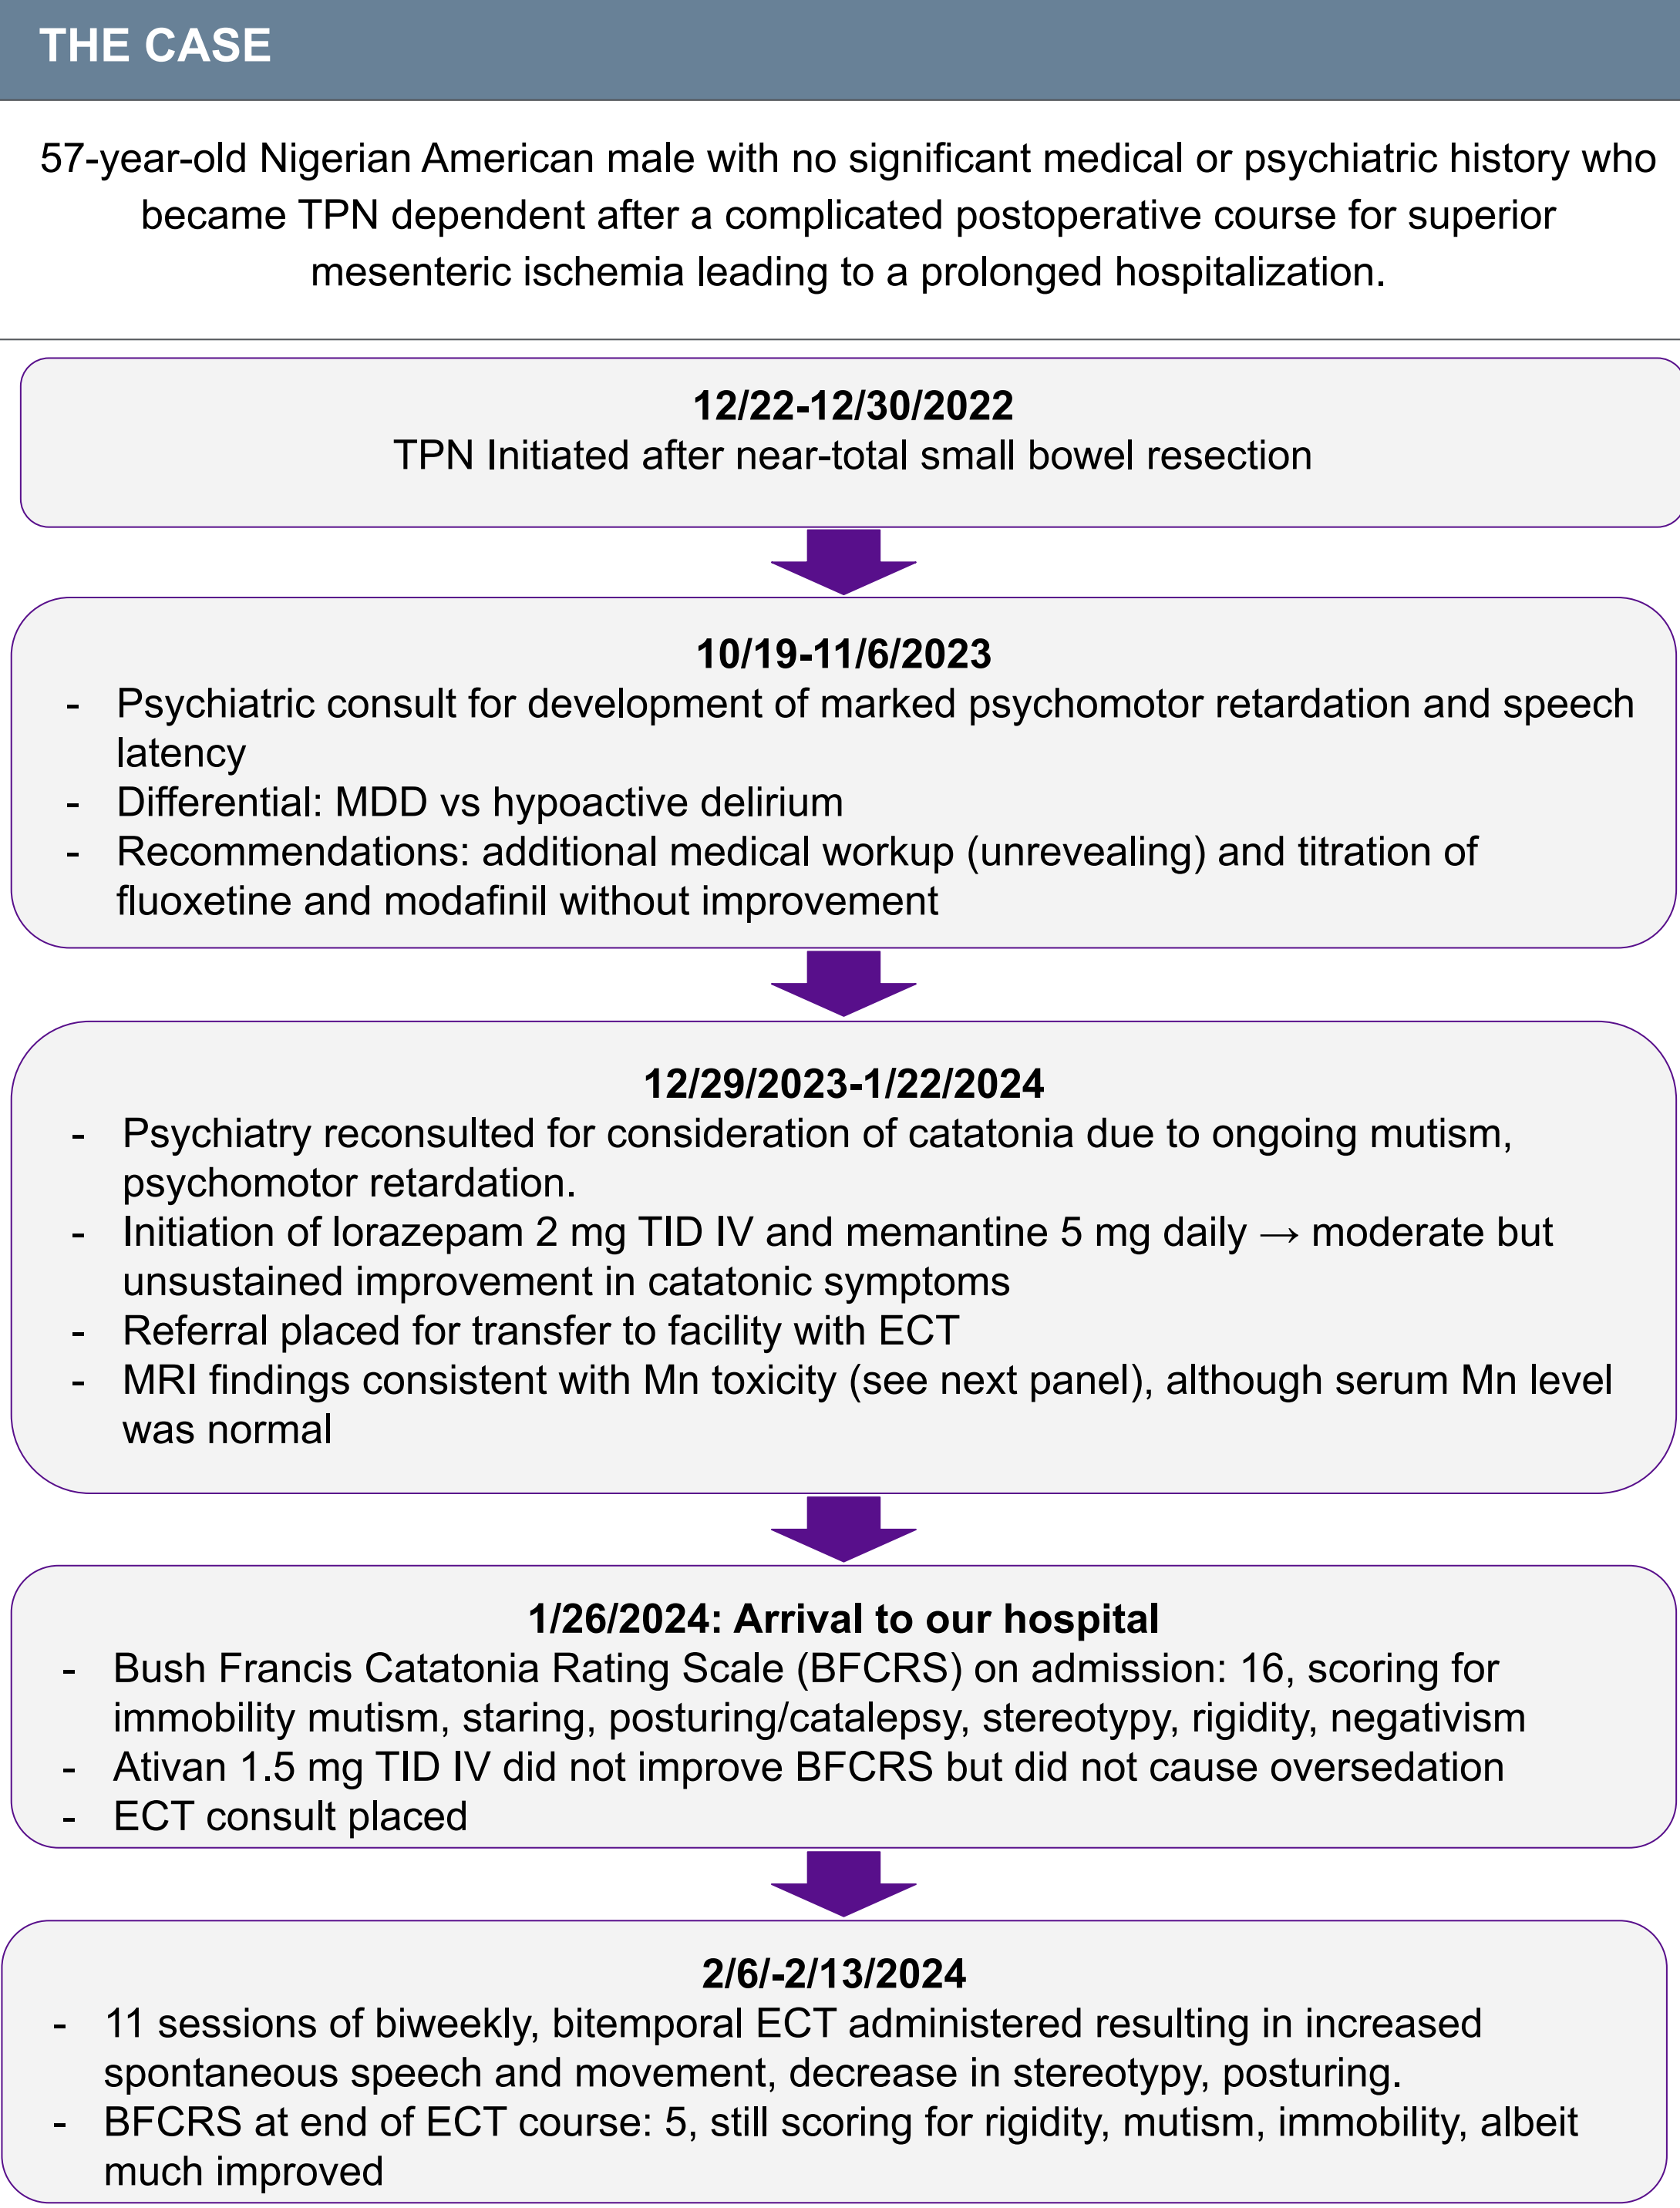 THE CASE
57-year-old Nigerian American male with no significant medical or psychiatric history who
became TPN dependent after a complicated postoperative course for superior
mesenteric ischemia leading to a prolonged hospitalization.
12/22-12/30/2022
TPN Initiated after near-total small bowel resection
10/19-11/6/2023
- Psychiatric consult for development of marked psychomotor retardation and speech
latency
- Differential: MDD vs hypoactive delirium
- Recommendations: additional medical workup (unrevealing) and titration of
fluoxetine and modafinil without improvement
12/29/2023-1/22/2024
- Psychiatry reconsulted for consideration of catatonia due to ongoing mutism,
psychomotor retardation.
- Initiation of lorazepam 2 mg TID IV and memantine 5 mg daily → moderate but
unsustained improvement in catatonic symptoms
- Referral placed for transfer to facility with ECT
- MRI findings consistent with Mn toxicity (see next panel), although serum Mn level
was normal
1/26/2024: Arrival to our hospital
- Bush Francis Catatonia Rating Scale (BFCRS) on admission: 16, scoring for
immobility mutism, staring, posturing/catalepsy, stereotypy, rigidity, negativism
- Ativan 1.5 mg TID IV did not improve BFCRS but did not cause oversedation
- ECT consult placed
2/6/-2/13/2024
- 11 sessions of biweekly, bitemporal ECT administered resulting in increased
spontaneous speech and movement, decrease in stereotypy, posturing.
- BFCRS at end of ECT course: 5, still scoring for rigidity, mutism, immobility, albeit
much improved